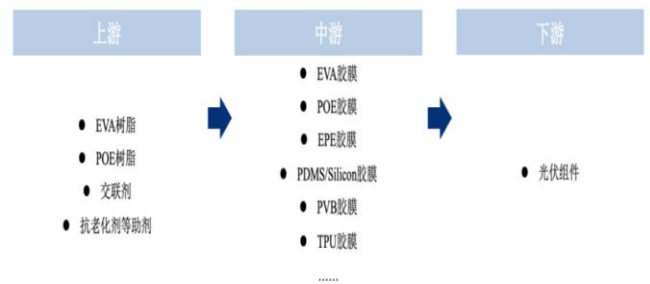 上游
EVA树脂
POE树脂
交联剂
抗老化剂等助剂
中游
EVA胶膜
POE胶膜
EPE胶膜
PDMS/Silicon胶膜
PVB胶膜
TPU胶膜
......
下游
光伏组件